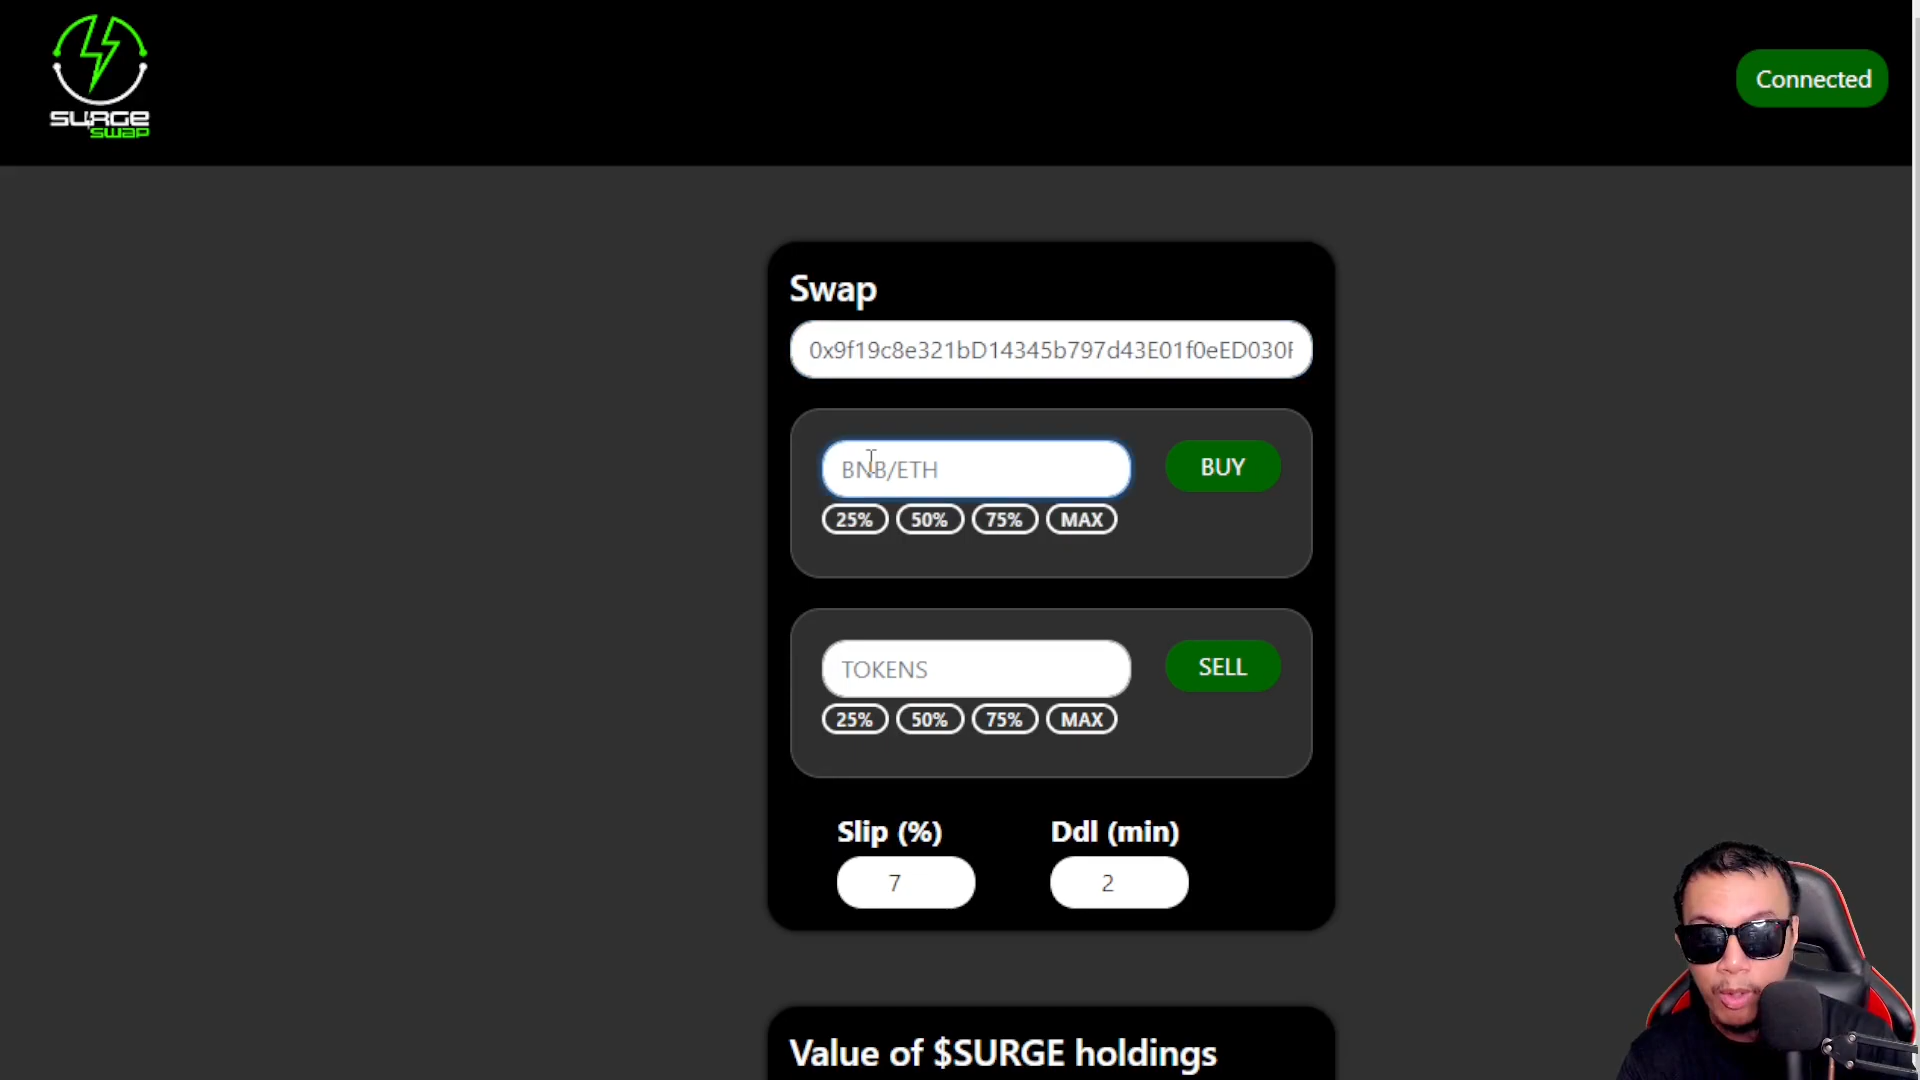 SURGE
swap
Connected
Swap
0x9f19c8e321bD14345b797d43E01f0eED030F
BNB/ETH
BUY
25% 50% 75% MAX
TOKENS
SELL
25% 50% 75% MAX
Slip (%) Ddl (min)
7 2
Value of $SURGE holdings